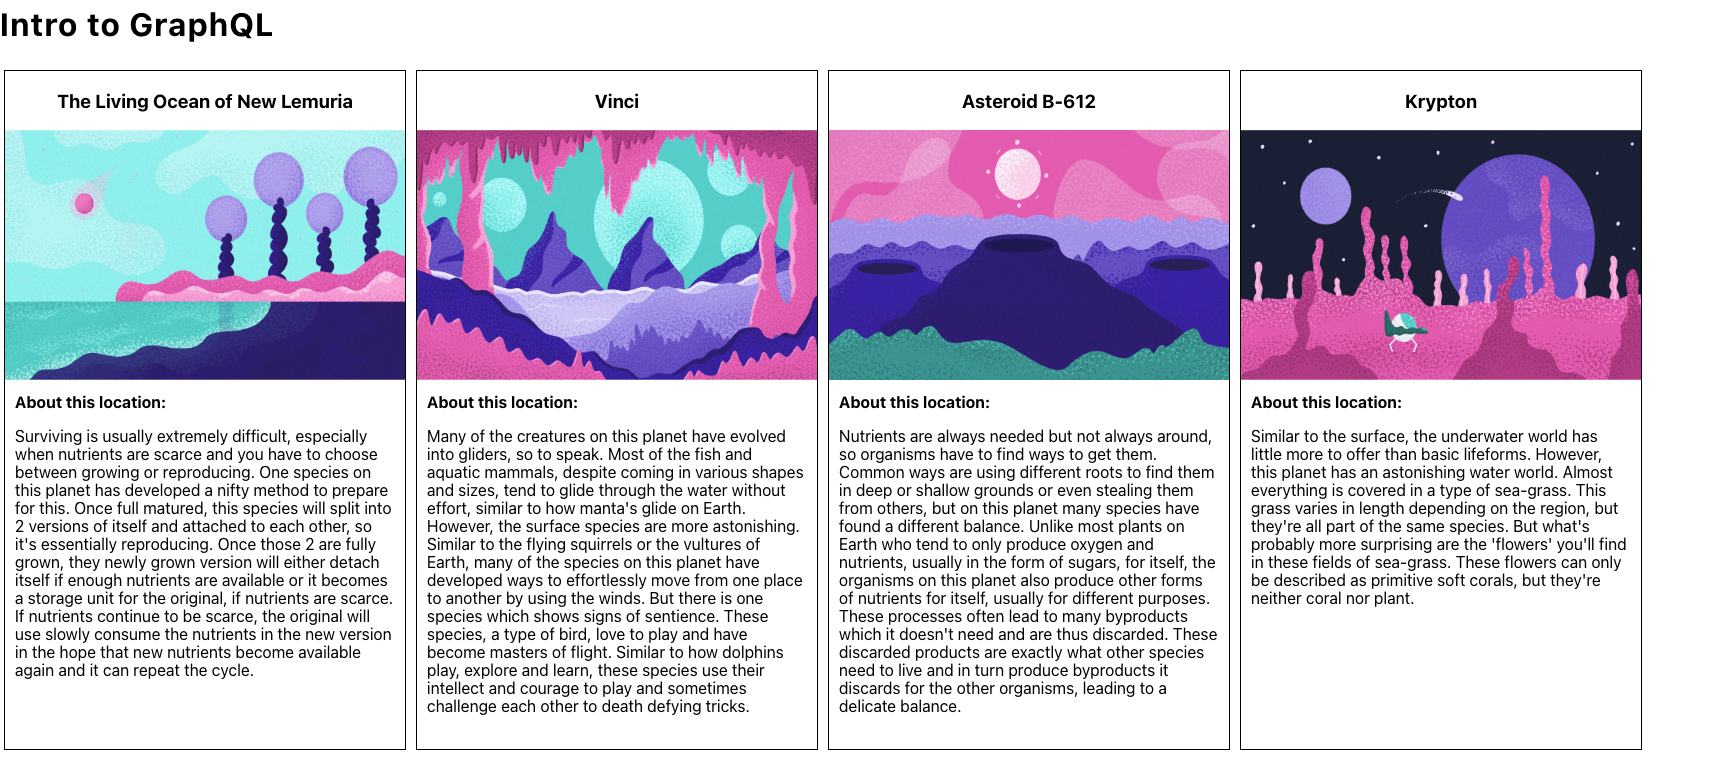 Intro to GraphQL
The Living Ocean of New Lemuria
About this location:
Surviving is usually extremely difficult, especially
when nutrients are scarce and you have to choose
between growing or reproducing. One species on
this planet has developed a nifty method to prepare
for this. Once full matured, this species will split into
2 versions of itself and attached to each other, so
it's essentially reproducing. Once those 2 are fully
grown, they newly grown version will either detach
itself if enough nutrients are available or it becomes
a storage unit for the original, if nutrients are scarce.
If nutrients continue to be scarce, the original will
use slowly consume the nutrients in the new version
in the hope that new nutrients become available
again and it can repeat the cycle.
Vinci
About this location:
Many of the creatures on this planet have evolved
into gliders, so to speak. Most of the fish and
aquatic mammals, despite coming in various shapes
and sizes, tend to glide through the water without
effort, similar to how manta's glide on Earth.
However, the surface species are more astonishing.
Similar to the flying squirrels or the vultures of
Earth, many of the species on this planet have
developed ways to effortlessly move from one place
to another by using the winds. But there is one
species which shows signs of sentience. These
species, a type of bird, love to play and have
become masters of flight. Similar to how dolphins
play, explore and learn, these species use their
intellect and courage to play and sometimes
challenge each other to death defying tricks.
Asteroid B-612
About this location:
Nutrients are always needed but not always around,
so organisms have to find ways to get them.
Common ways are using different roots to find them
in deep or shallow grounds or even stealing them
from others, but on this planet many species have
found a different balance. Unlike most plants on
Earth who tend to only produce oxygen and
nutrients, usually in the form of sugars, for itself, the
organisms on this planet also produce other forms
of nutrients for itself, usually for different purposes.
These processes often lead to many byproducts
which it doesn't need and are thus discarded. These
discarded products are exactly what other species
need to live and in turn produce byproducts it
discards for the other organisms, leading to a
delicate balance.
Krypton
About this location:
Similar to the surface, the underwater world has
little more to offer than basic lifeforms. However,
this planet has an astonishing water world. Almost
everything is covered in a type of sea-grass. This
grass varies in length depending on the region, but
they're all part of the same species. But what's
probably more surprising are the 'flowers' you'll find
in these fields of sea-grass. These flowers can only
be described as primitive soft corals, but they're
neither coral nor plant.